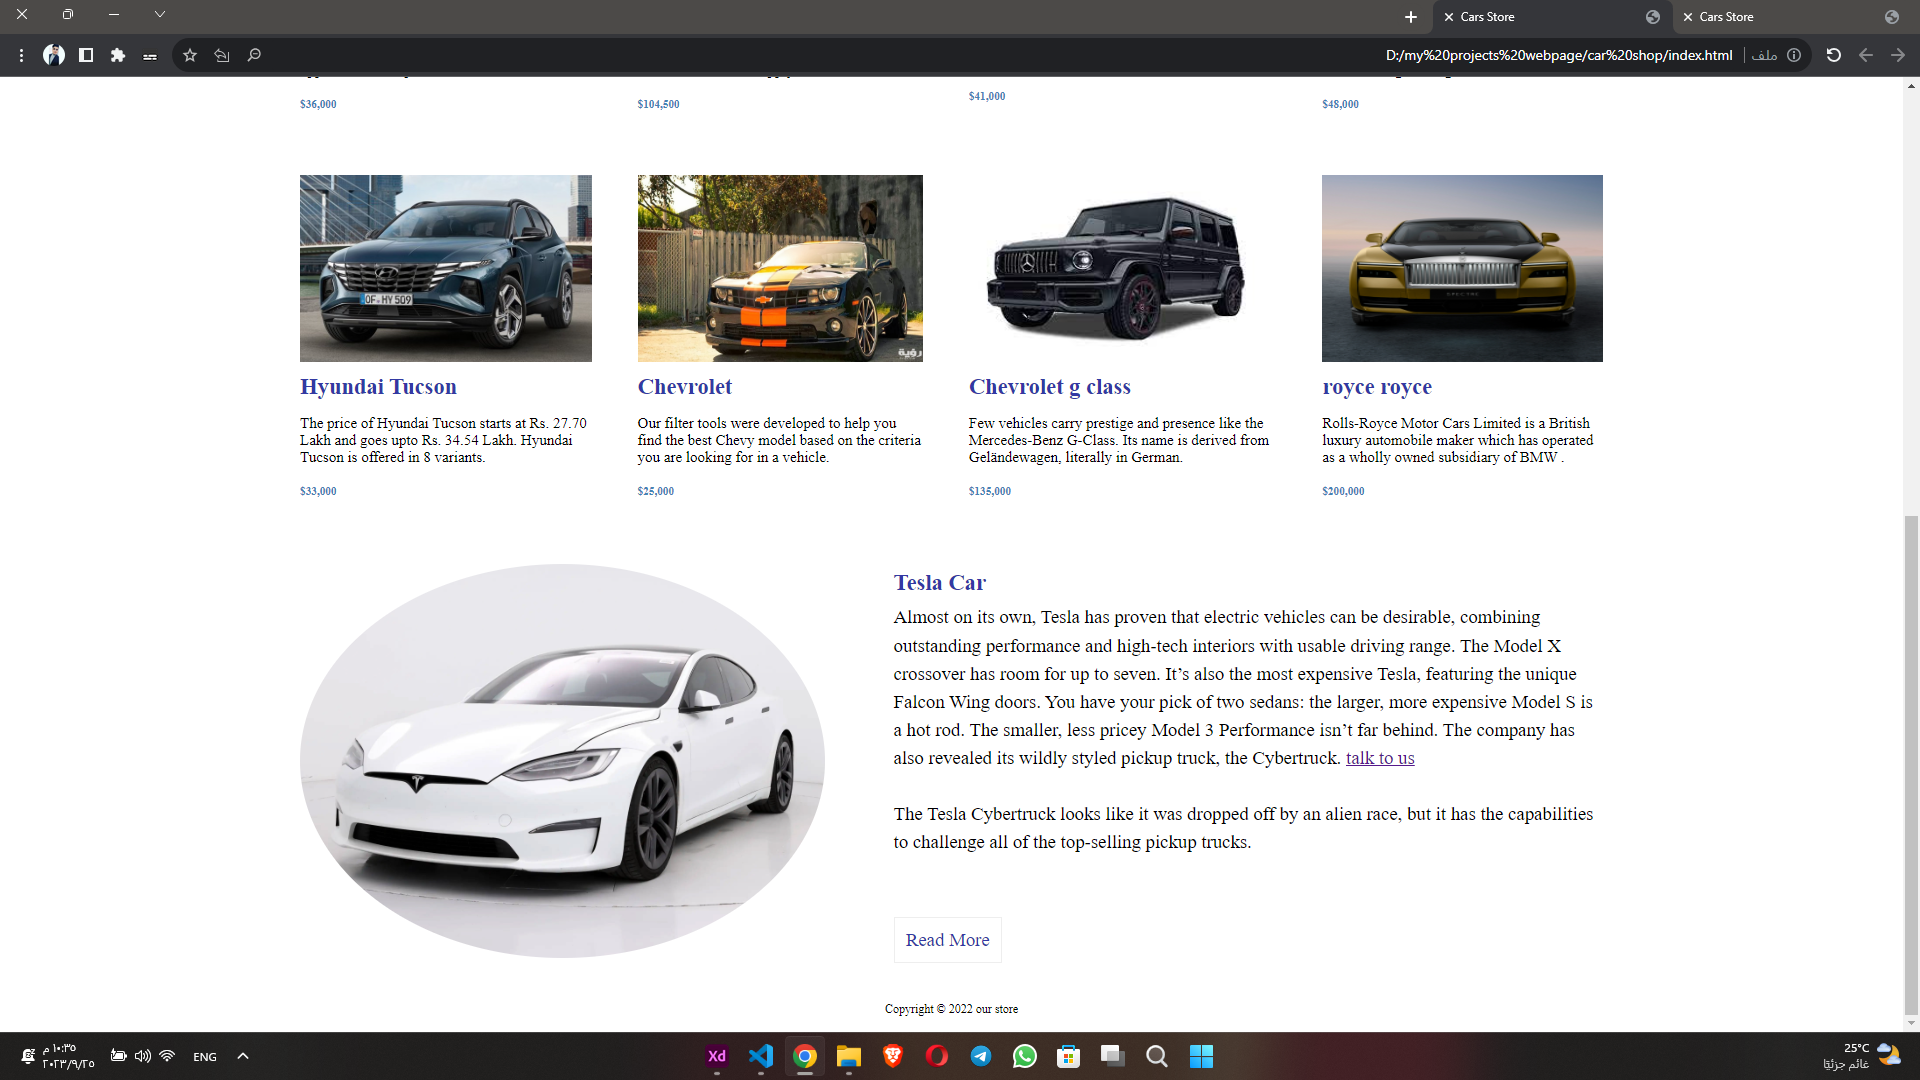 Cars Store
Cars Store
D:/my%20projects%20webpage/car%20shop/index.html
ملف
$36,000
$104,500
$41,000
$48,000
OF-HY 509
رؤية
SPECTRE
Hyundai Tucson
The price of Hyundai Tucson starts at Rs. 27.70
Lakh and goes upto Rs. 34.54 Lakh. Hyundai
Tucson is offered in 8 variants.
$33,000
Chevrolet
Our filter tools were developed to help you
find the best Chevy model based on the criteria
you are looking for in a vehicle.
$25,000
Chevrolet g class
Few vehicles carry prestige and presence like the
Mercedes-Benz G-Class. Its name is derived from
Geländewagen, literally in German.
$135,000
royce royce
Rolls-Royce Motor Cars Limited is a British
luxury automobile maker which has operated
as a wholly owned subsidiary of BMW .
$200,000
Tesla Car
Almost on its own, Tesla has proven that electric vehicles can be desirable, combining
outstanding performance and high-tech interiors with usable driving range. The Model X
crossover has room for up to seven. It’s also the most expensive Tesla, featuring the unique
Falcon Wing doors. You have your pick of two sedans: the larger, more expensive Model S is
a hot rod. The smaller, less pricey Model 3 Performance isn’t far behind. The company has
also revealed its wildly styled pickup truck, the Cybertruck. talk to us
The Tesla Cybertruck looks like it was dropped off by an alien race, but it has the capabilities
to challenge all of the top-selling pickup trucks.
Read More
Copyright © 2022 our store
١٠:٣٥ م
٢٠٢٣/٩/٢٥
ENG
Xd
25°C
غائم جزئيًا